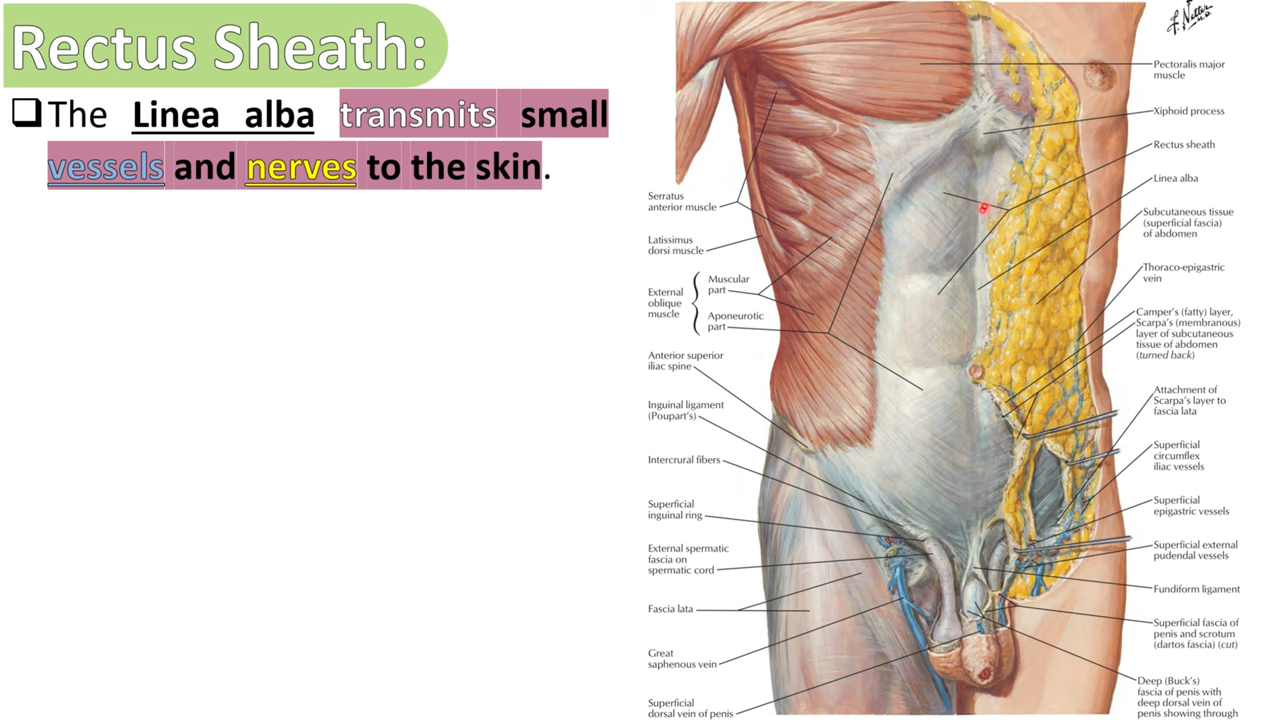 Rectus Sheath:
❑The Linea alba transmits small
vessels and nerves to the skin.
Serratus
anterior muscle
Latissimus
dorsi muscle
External
oblique
muscle
Muscular
part
Aponeurotic
part
Anterior superior
iliac spine
Inguinal ligament
(Poupart's)
Intercrural fibers
Superficial
inguinal ring
External spermatic
fascia on
spermatic cord
Fascia lata
Great
saphenous vein
Superficial
dorsal vein of penis
F. Netter
M.D.
Pectoralis major
muscle
Xiphoid process
Rectus sheath
Linea alba
Subcutaneous tissue
(superficial fascia)
of abdomen
Thoraco-epigastric
vein
Camper's (fatty) layer,
Scarpa's (membranous)
layer of subcutaneous
tissue of abdomen
(turned back)
Attachment of
Scarpa's layer to
fascia lata
Superficial
circumflex
iliac vessels
Superficial
epigastric vessels
Superficial external
pudendal vessels
Fundiform ligament
Superficial fascia of
penis and scrotum
(dartos fascia) (cut)
Deep (Buck's)
fascia of penis with
deep dorsal vein of
penis showing through